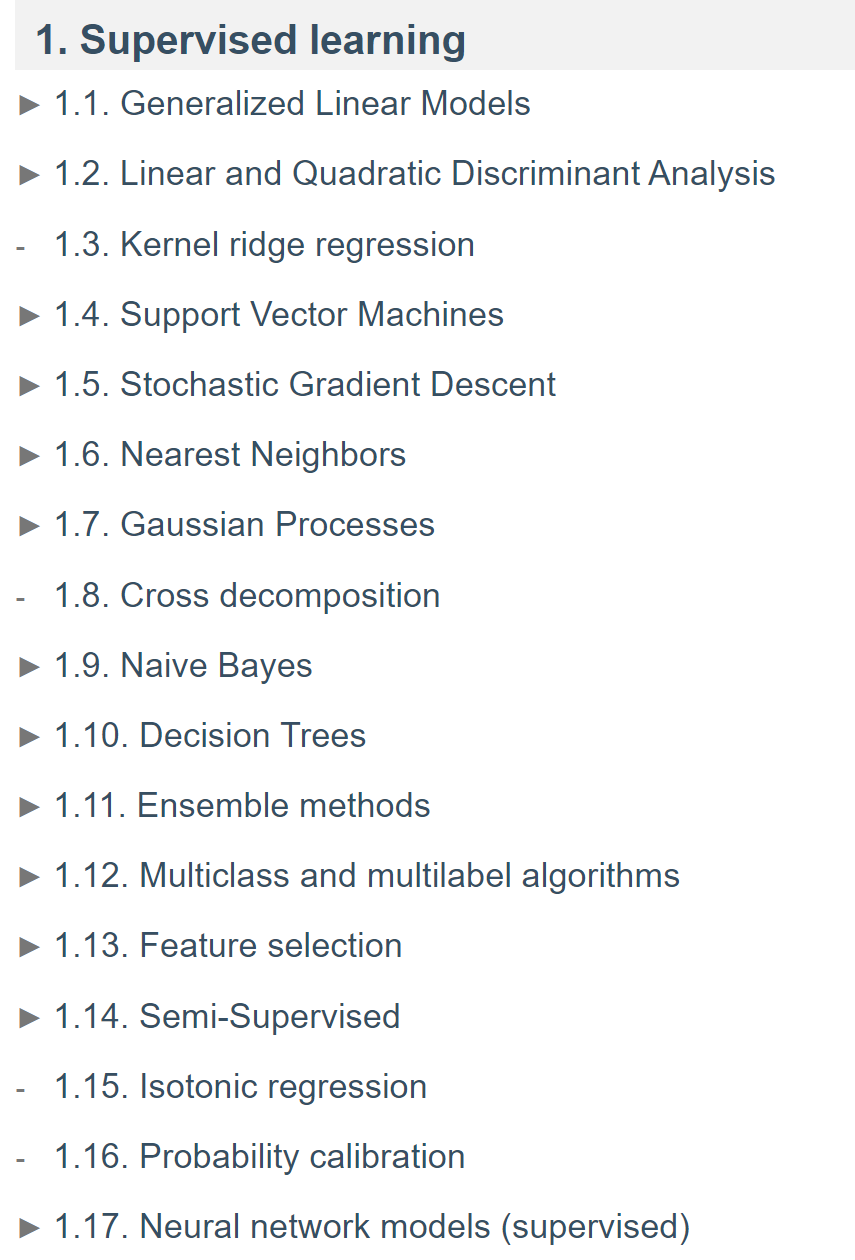 1. Supervised learning
► 1.1. Generalized Linear Models
► 1.2. Linear and Quadratic Discriminant Analysis
- 1.3. Kernel ridge regression
► 1.4. Support Vector Machines
► 1.5. Stochastic Gradient Descent
► 1.6. Nearest Neighbors
► 1.7. Gaussian Processes
- 1.8. Cross decomposition
► 1.9. Naive Bayes
► 1.10. Decision Trees
► 1.11. Ensemble methods
► 1.12. Multiclass and multilabel algorithms
► 1.13. Feature selection
► 1.14. Semi-Supervised
- 1.15. Isotonic regression
- 1.16. Probability calibration
► 1.17. Neural network models (supervised)